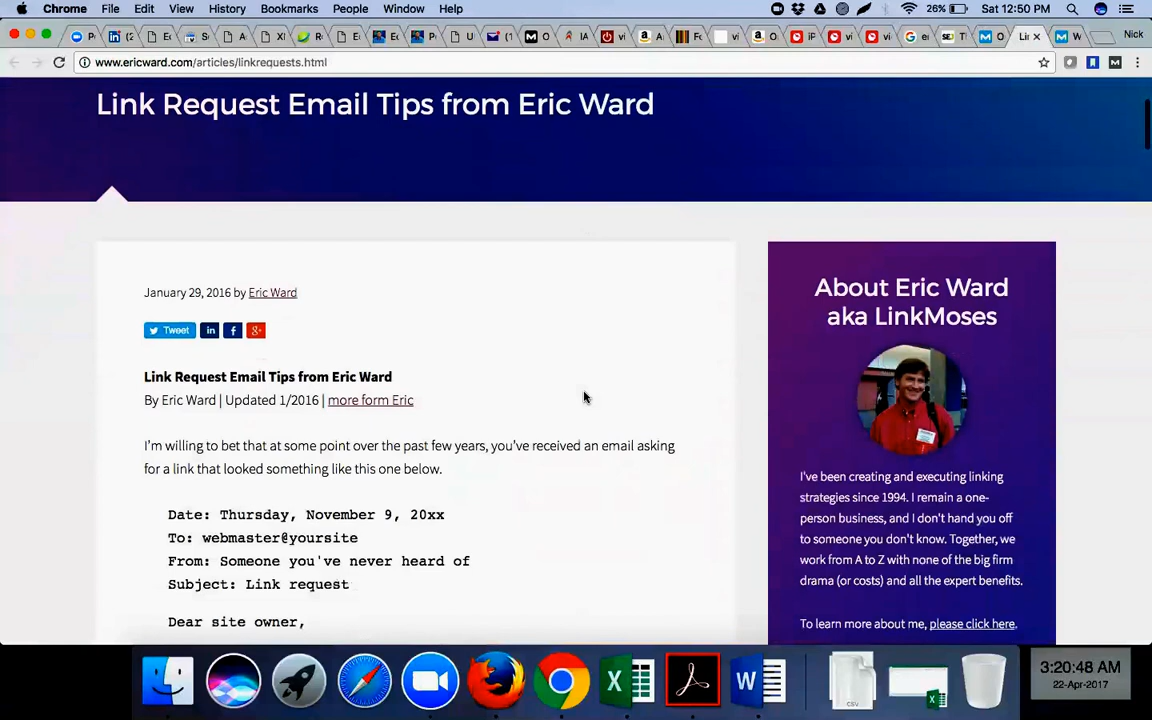 Chrome File Edit View History Bookmarks People Window Help
26% Sat 12:50 PM
Nick
www.ericward.com/articles/linkrequests.html
Link Request Email Tips from Eric Ward
January 29, 2016 by Eric Ward
Tweet
Link Request Email Tips from Eric Ward
By Eric Ward | Updated 1/2016 | more form Eric
I'm willing to bet that at some point over the past few years, you've received an email asking
for a link that looked something like this one below.
Date: Thursday, November 9, 20xx
To: webmaster@yoursite
From: Someone you've never heard of
Subject: Link request
Dear site owner,
About Eric Ward
aka LinkMoses
I've been creating and executing linking
strategies since 1994. I remain a one-
person business, and I don't hand you off
to someone you don't know. Together, we
work from A to Z with none of the big firm
drama (or costs) and all the expert benefits.
To learn more about me, please click here.
3:20:48 AM
22-Apr-2017